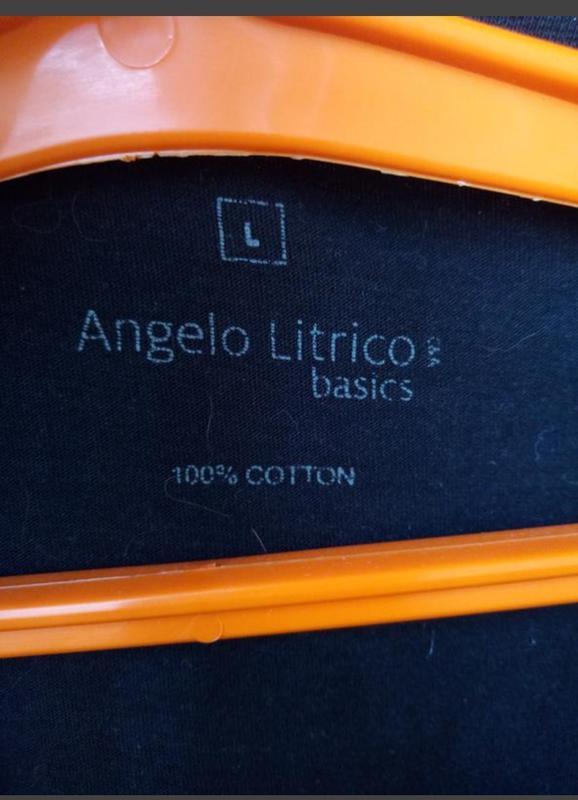 L
Angelo Litrico
basics
100% COTTON